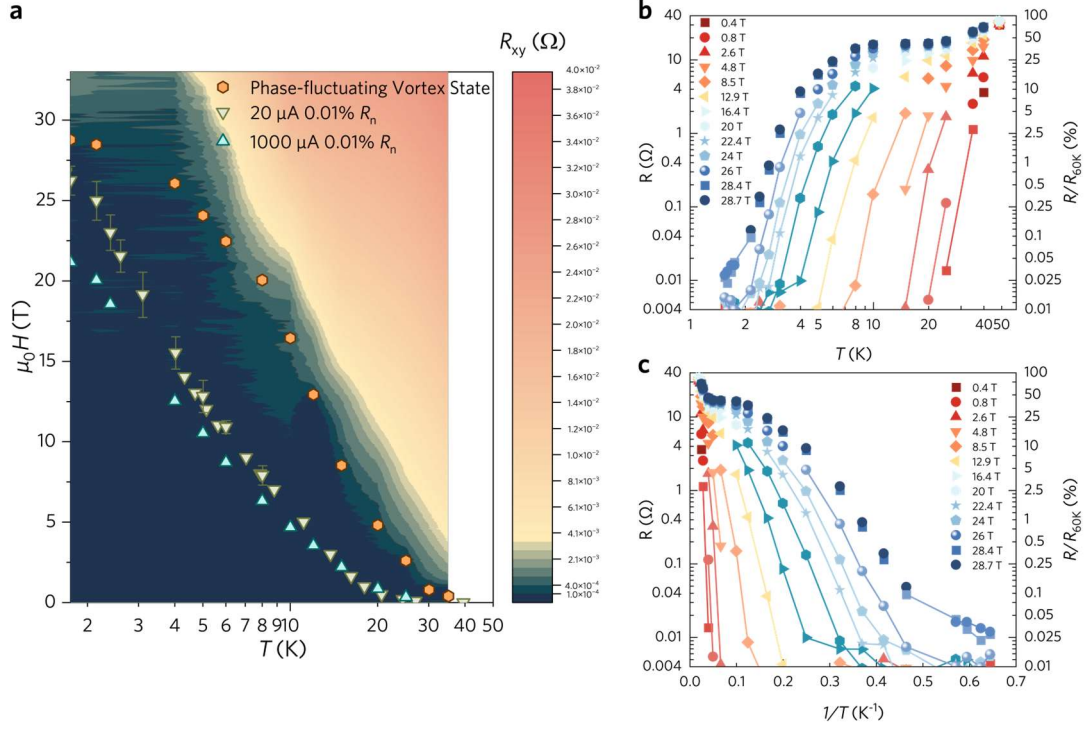 a
R_xy (Ω)
Phase-fluctuating Vortex State
20 µA 0.01% R_n
1000 µA 0.01% R_n
30
25
20
15
10
5
0
µ₀H (T)
2 3 4 5 6 7 8 9 10 20 30 40 50
T (K)
4.0×10⁻²
3.8×10⁻²
3.6×10⁻²
3.4×10⁻²
3.2×10⁻²
3.0×10⁻²
2.8×10⁻²
2.6×10⁻²
2.4×10⁻²
2.2×10⁻²
2.0×10⁻²
1.8×10⁻²
1.6×10⁻²
1.4×10⁻²
1.2×10⁻²
1.0×10⁻²
8.1×10⁻³
6.1×10⁻³
4.1×10⁻³
2.1×10⁻³
4.0×10⁻⁴
1.0×10⁻⁴
b
40
10
4
1
0.4
0.1
0.04
0.01
0.004
R (Ω)
0.4 T
0.8 T
2.6 T
4.8 T
8.5 T
12.9 T
16.4 T
20 T
22.4 T
24 T
26 T
28.4 T
28.7 T
100
50
25
10
5
2.5
1
0.5
0.25
0.1
0.05
0.025
0.01
R/R_60K (%)
1 2 4 5 8 10 20 4050
T (K)
c
40
10
4
1
0.4
0.1
0.04
0.01
0.004
R (Ω)
0.4 T
0.8 T
2.6 T
4.8 T
8.5 T
12.9 T
16.4 T
20 T
22.4 T
24 T
26 T
28.4 T
28.7 T
100
50
25
10
5
2.5
1
0.5
0.25
0.1
0.05
0.025
0.01
R/R_60K (%)
0.0 0.1 0.2 0.3 0.4 0.5 0.6 0.7
1/T (K⁻¹)